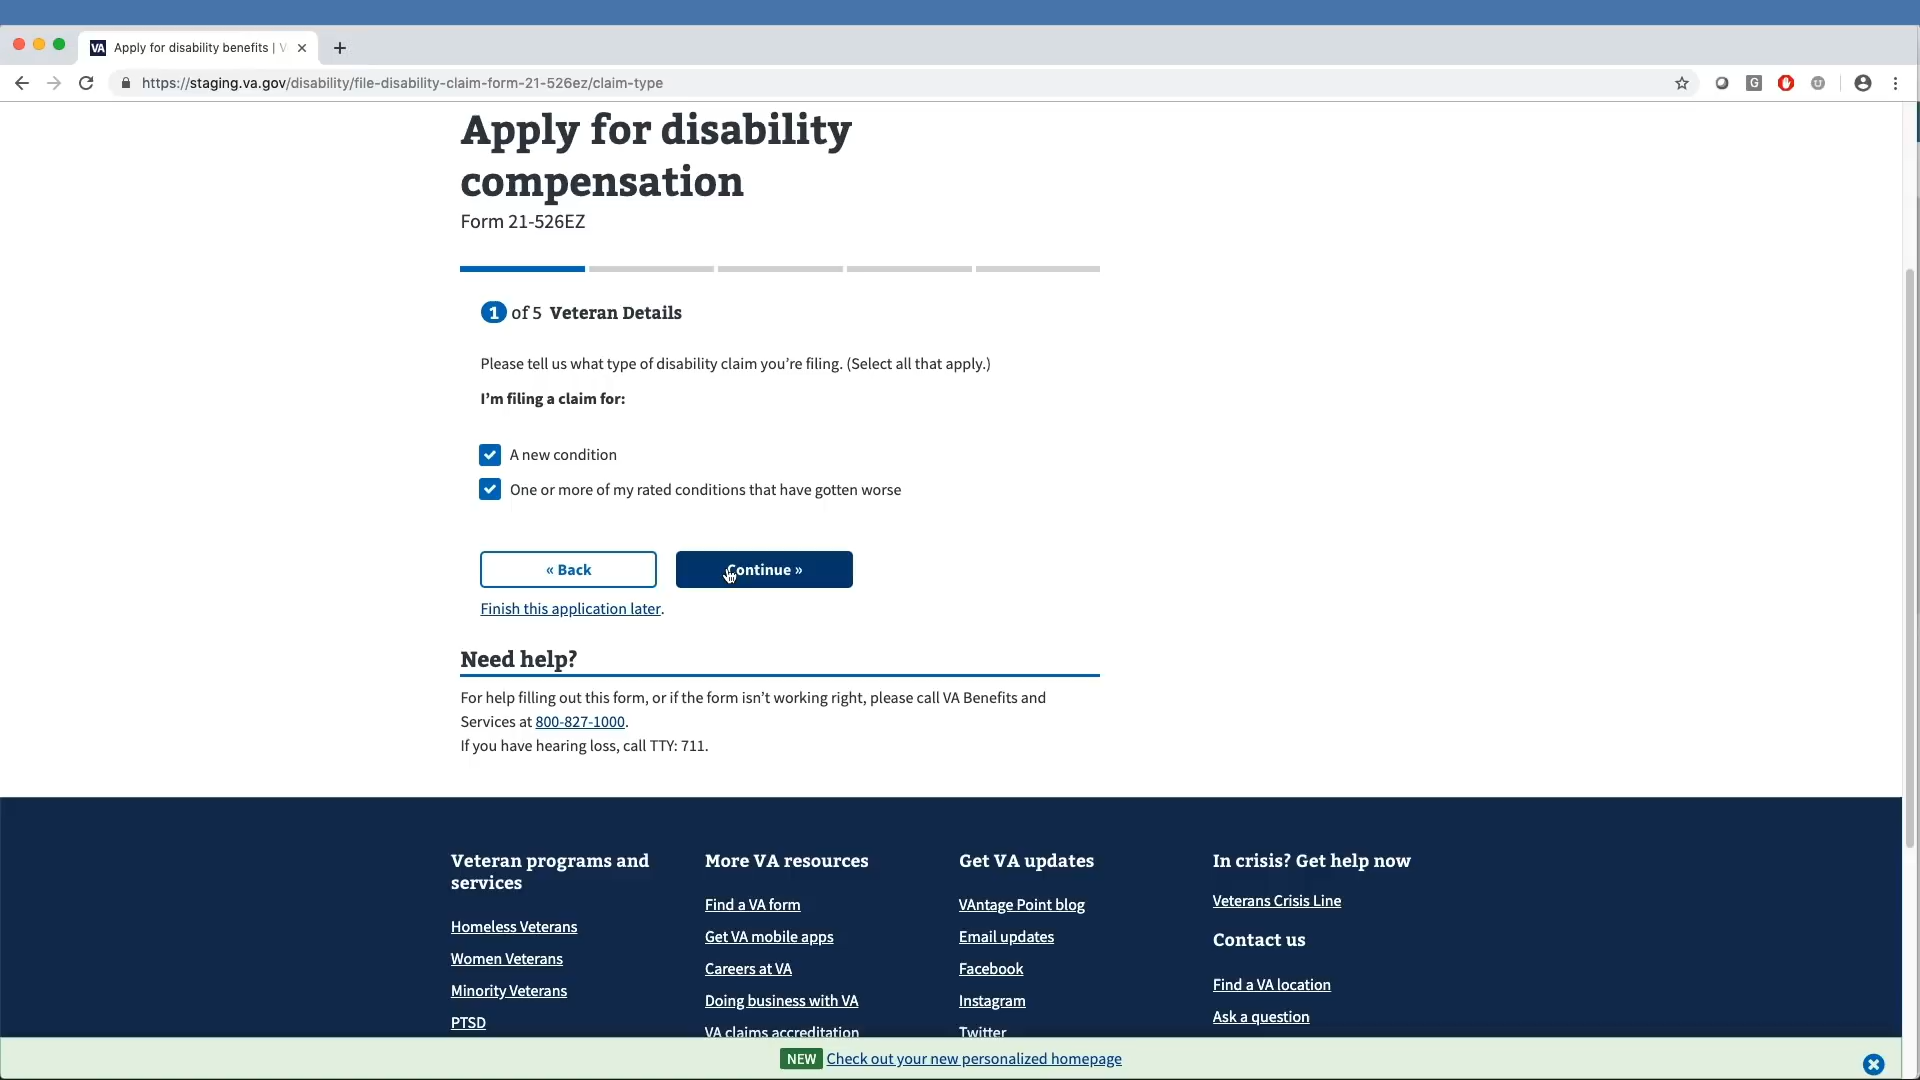 VA Apply for disability benefits | V
https://staging.va.gov/disability/file-disability-claim-form-21-526ez/claim-type
Apply for disability
compensation
Form 21-526EZ
1 of 5 Veteran Details
Please tell us what type of disability claim you’re filing. (Select all that apply.)
I’m filing a claim for:
A new condition
One or more of my rated conditions that have gotten worse
« Back
Continue »
Finish this application later.
Need help?
For help filling out this form, or if the form isn’t working right, please call VA Benefits and
Services at 800-827-1000.
If you have hearing loss, call TTY: 711.
Veteran programs and
services
Homeless Veterans
Women Veterans
Minority Veterans
PTSD
More VA resources
Find a VA form
Get VA mobile apps
Careers at VA
Doing business with VA
VA claims accreditation
Get VA updates
VAntage Point blog
Email updates
Facebook
Instagram
Twitter
In crisis? Get help now
Veterans Crisis Line
Contact us
Find a VA location
Ask a question
NEW Check out your new personalized homepage